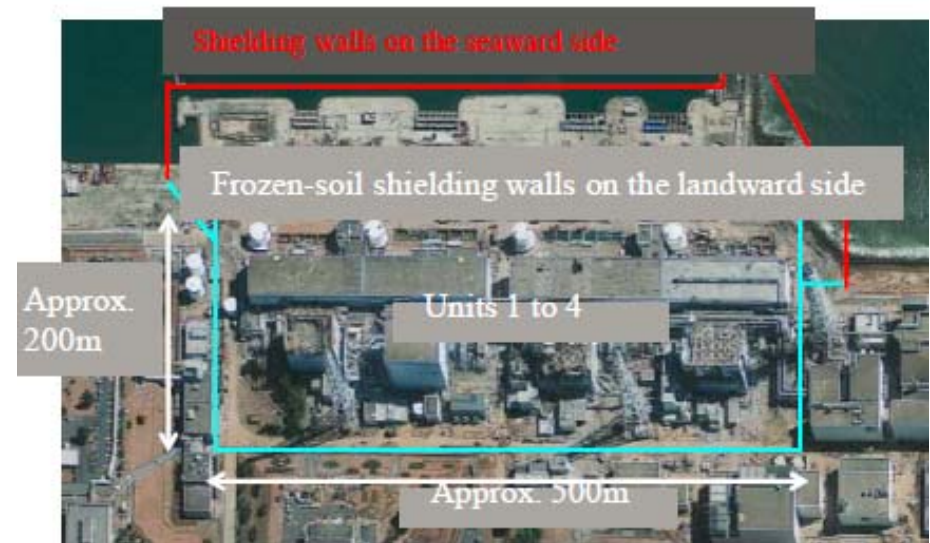 Shielding walls on the seaward side
Frozen-soil shielding walls on the landward side
Approx.
200m
Units 1 to 4
Approx. 500m